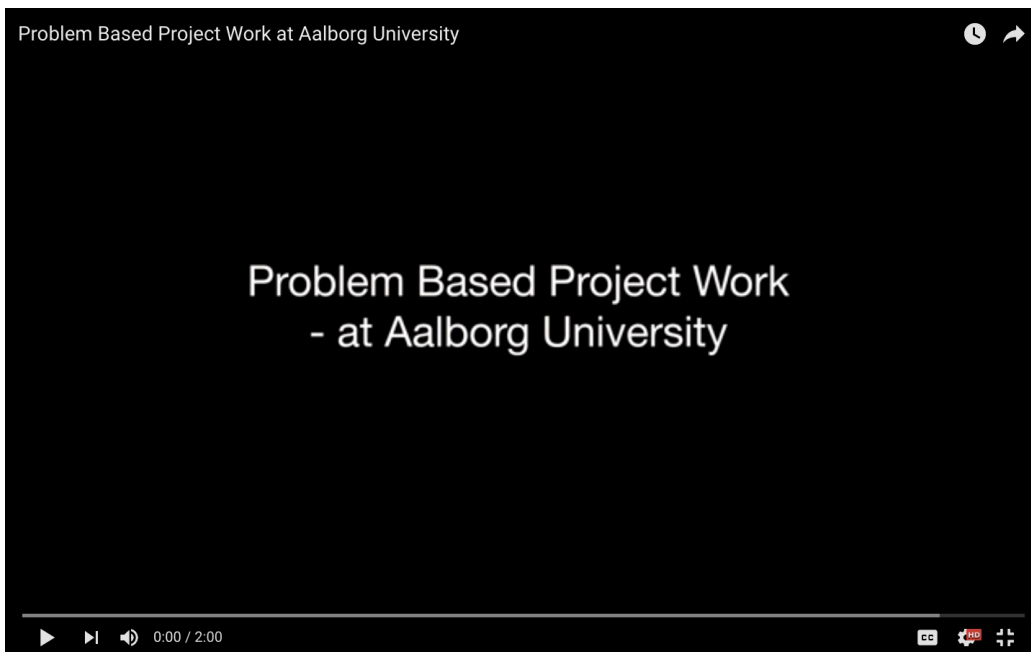 Problem Based Project Work at Aalborg University
Problem Based Project Work
- at Aalborg University
0:00 / 2:00
CC
HD